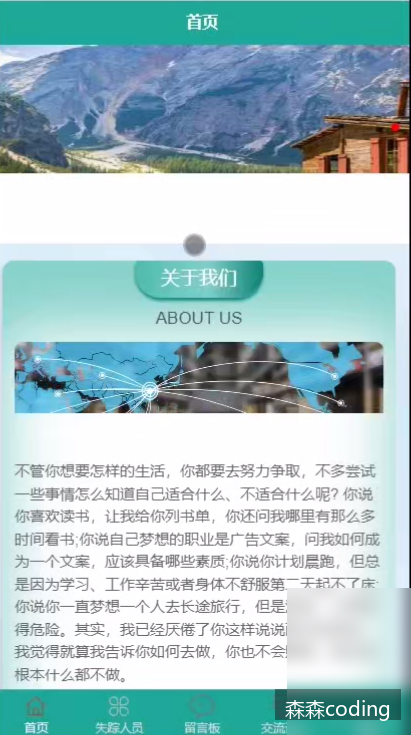 首页
关于我们
ABOUT US
不管你想要怎样的生活，你都要去努力争取，不多尝试
一些事情怎么知道自己适合什么、不适合什么呢? 你说
你喜欢读书，让我给你列书单，你还问我哪里有那么多
时间看书;你说自己梦想的职业是广告文案，问我如何成
为一个文案，应该具备哪些素质;你说你计划晨跑，但总
是因为学习、工作辛苦或者身体不舒服第二天起不了床;
你说你一直梦想一个人去长途旅行，但是
得危险。其实，我已经厌倦了你这样说说
我觉得就算我告诉你如何去做，你也不会
根本什么都不做。
首页 失踪人员 留言板 交流
森森coding